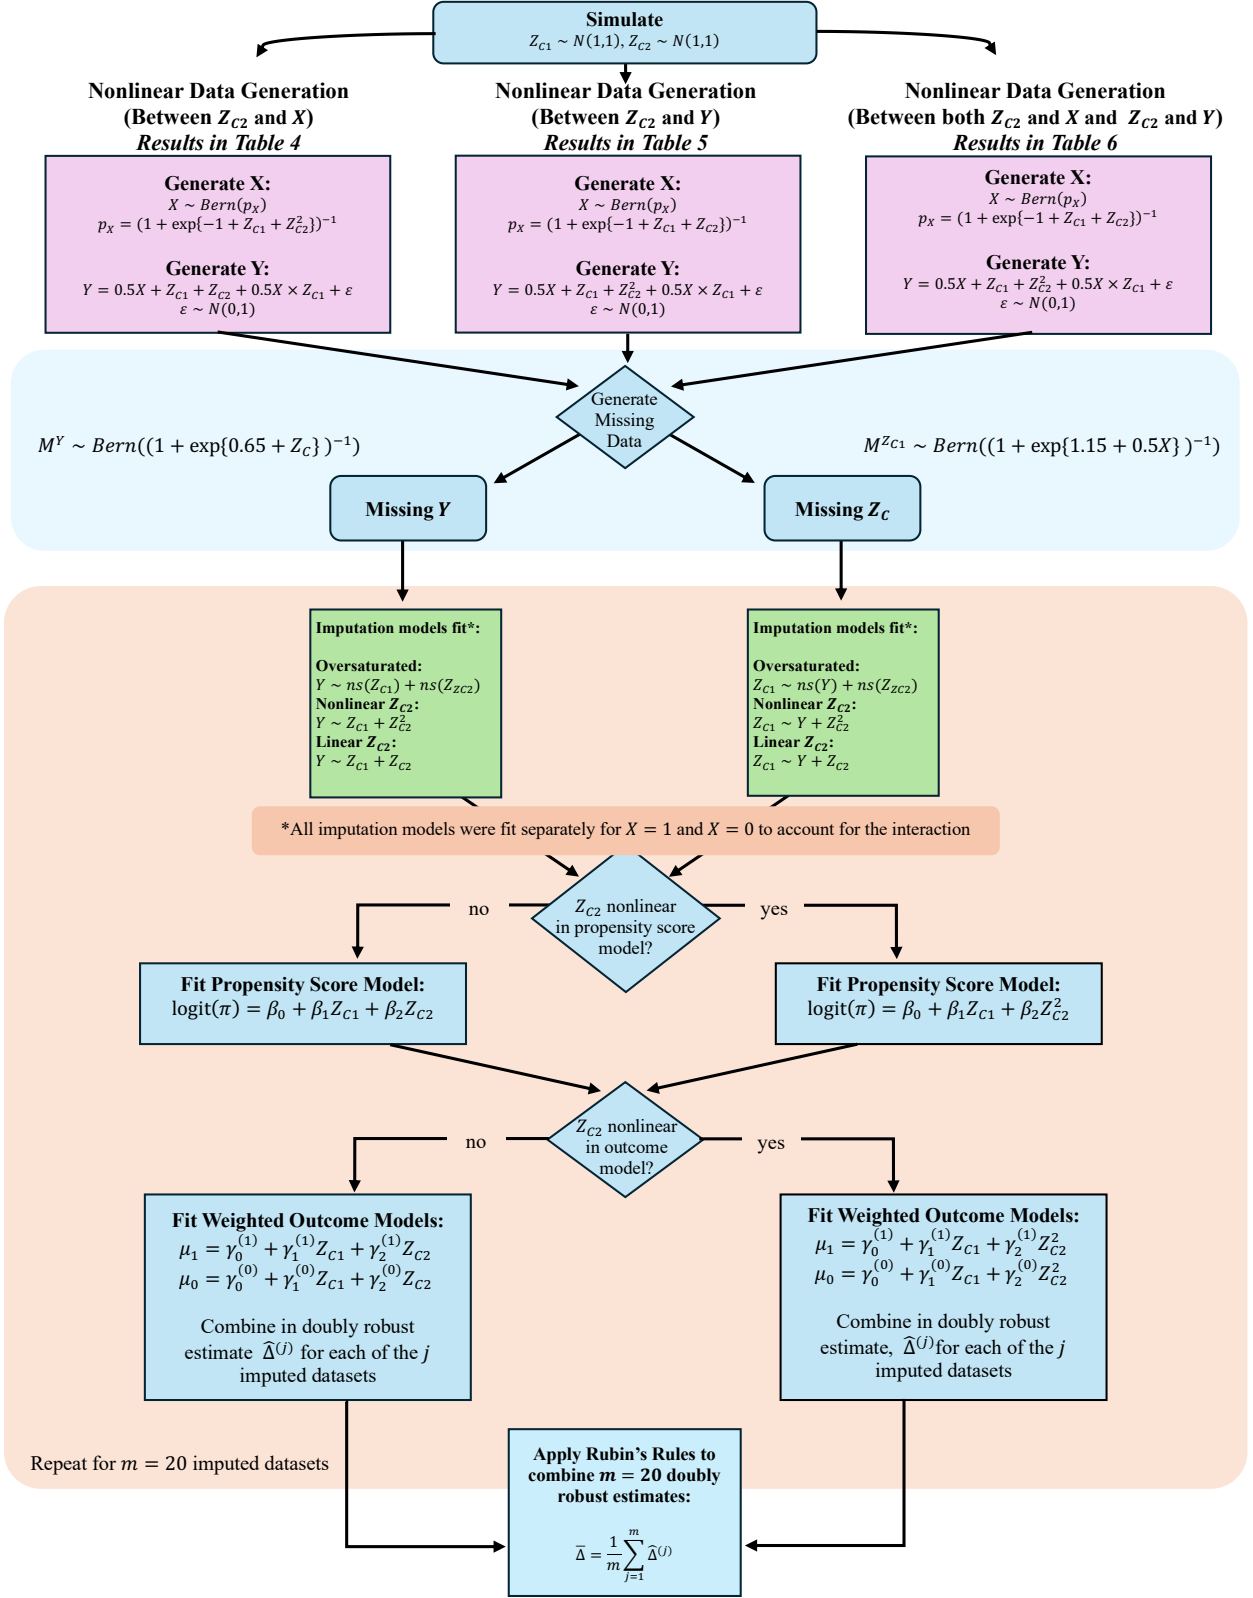 Simulate
Z_{C1} ~ N(1,1), Z_{C2} ~ N(1,1)
Nonlinear Data Generation
(Between Z_{C2} and X)
Results in Table 4
Nonlinear Data Generation
(Between Z_{C2} and Y)
Results in Table 5
Nonlinear Data Generation
(Between both Z_{C2} and X and Z_{C2} and Y)
Results in Table 6
Generate X:
X ~ Bern(p_X)
p_X = (1 + exp{−1 + Z_{C1} + Z_{C2}^2})^{−1}
Generate Y:
Y = 0.5X + Z_{C1} + Z_{C2} + 0.5X × Z_{C1} + ε
ε ~ N(0,1)
Generate X:
X ~ Bern(p_X)
p_X = (1 + exp{−1 + Z_{C1} + Z_{C2}})^{−1}
Generate Y:
Y = 0.5X + Z_{C1} + Z_{C2}^2 + 0.5X × Z_{C1} + ε
ε ~ N(0,1)
Generate X:
X ~ Bern(p_X)
p_X = (1 + exp{−1 + Z_{C1} + Z_{C2}})^{−1}
Generate Y:
Y = 0.5X + Z_{C1} + Z_{C2}^2 + 0.5X × Z_{C1} + ε
ε ~ N(0,1)
Generate
Missing
Data
M^Y ~ Bern((1 + exp{0.65 + Z_C})^{−1})
M^{Z_{C1}} ~ Bern((1 + exp{1.15 + 0.5X})^{−1})
Missing Y
Missing Z_C
Imputation models fit*:
Oversaturated:
Y ~ ns(Z_{C1}) + ns(Z_{ZC2})
Nonlinear Z_{C2}:
Y ~ Z_{C1} + Z_{C2}^2
Linear Z_{C2}:
Y ~ Z_{C1} + Z_{C2}
Imputation models fit*:
Oversaturated:
Z_{C1} ~ ns(Y) + ns(Z_{ZC2})
Nonlinear Z_{C2}:
Z_{C1} ~ Y + Z_{C2}^2
Linear Z_{C2}:
Z_{C1} ~ Y + Z_{C2}
*All imputation models were fit separately for X = 1 and X = 0 to account for the interaction
Z_{C2} nonlinear
in propensity score
model?
no
yes
Fit Propensity Score Model:
logit(π) = β_0 + β_1 Z_{C1} + β_2 Z_{C2}
Fit Propensity Score Model:
logit(π) = β_0 + β_1 Z_{C1} + β_2 Z_{C2}^2
Z_{C2} nonlinear
in outcome
model?
no
yes
Fit Weighted Outcome Models:
μ_1 = γ_0^{(1)} + γ_1^{(1)} Z_{C1} + γ_2^{(1)} Z_{C2}
μ_0 = γ_0^{(0)} + γ_1^{(0)} Z_{C1} + γ_2^{(0)} Z_{C2}
Combine in doubly robust
estimate Δ̂^{(j)} for each of the j
imputed datasets
Fit Weighted Outcome Models:
μ_1 = γ_0^{(1)} + γ_1^{(1)} Z_{C1} + γ_2^{(1)} Z_{C2}^2
μ_0 = γ_0^{(0)} + γ_1^{(0)} Z_{C1} + γ_2^{(0)} Z_{C2}^2
Combine in doubly robust
estimate, Δ̂^{(j)} for each of the j
imputed datasets
Repeat for m = 20 imputed datasets
Apply Rubin's Rules to
combine m = 20 doubly
robust estimates:
Δ̄ = \frac{1}{m} \sum_{j=1}^{m} Δ̂^{(j)}